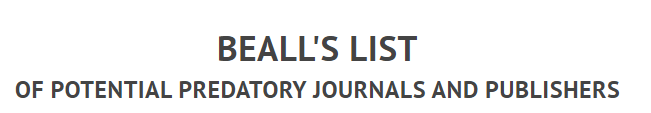 BEALL'S LIST
OF POTENTIAL PREDATORY JOURNALS AND PUBLISHERS